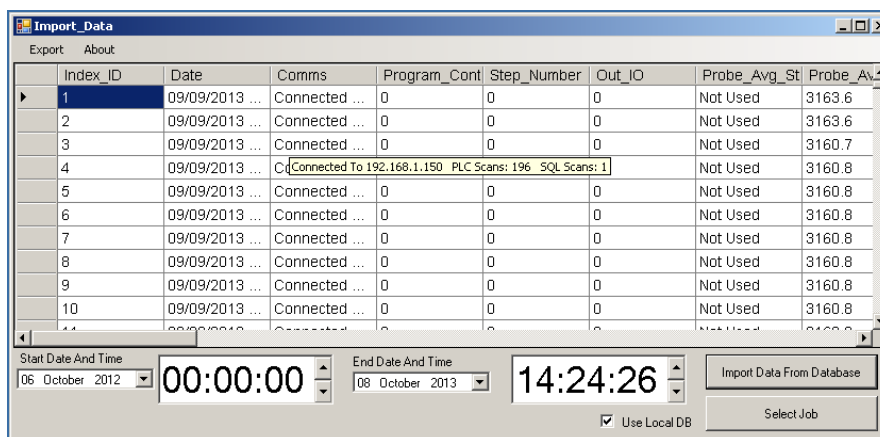 Import_Data
Export About
Index_ID Date Comms Program_Cont Step_Number Out_IO Probe_Avg_St Probe_Av
1 09/09/2013 ... Connected ... 0 0 0 Not Used 3163.6
2 09/09/2013 ... Connected ... 0 0 0 Not Used 3163.6
3 09/09/2013 ... Connected ... 0 0 0 Not Used 3160.7
4 09/09/2013 ... Not Used 3160.8
Connected To 192.168.1.150 PLC Scans: 196 SQL Scans: 1
5 09/09/2013 ... Connected ... 0 0 0 Not Used 3160.8
6 09/09/2013 ... Connected ... 0 0 0 Not Used 3160.8
7 09/09/2013 ... Connected ... 0 0 0 Not Used 3160.8
8 09/09/2013 ... Connected ... 0 0 0 Not Used 3160.8
9 09/09/2013 ... Connected ... 0 0 0 Not Used 3160.8
10 09/09/2013 ... Connected ... 0 0 0 Not Used 3160.8
Start Date And Time
06 October 2012
00:00:00
End Date And Time
08 October 2013
14:24:26
Use Local DB
Import Data From Database
Select Job